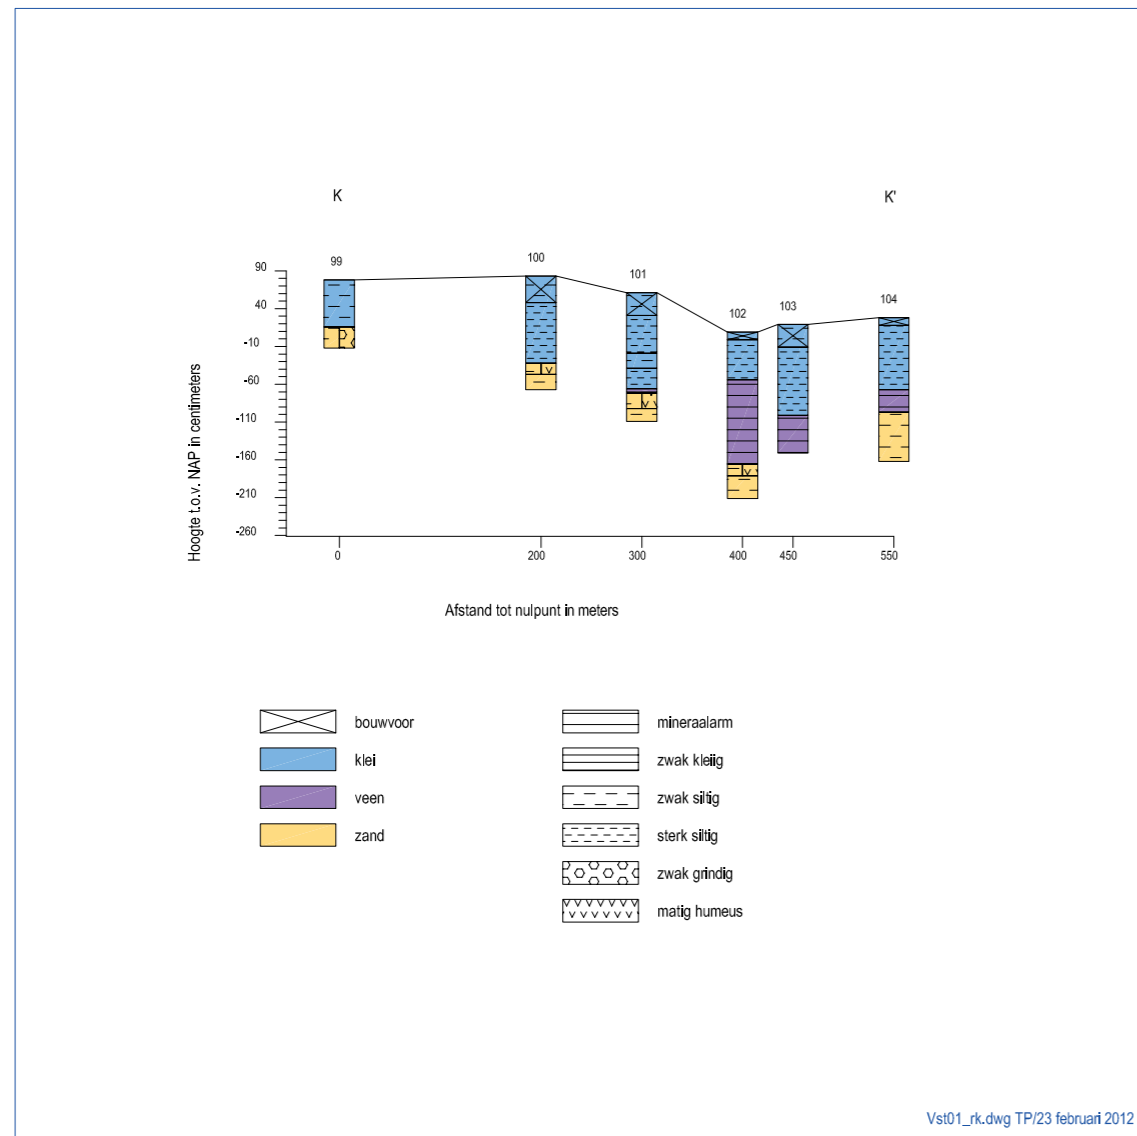 K K'
99 100 101 102 103 104
90
40
-10
-60
-110
-160
-210
-260
Hoogte t.o.v. NAP in centimeters
0 200 300 400 450 550
Afstand tot nulpunt in meters
bouwvoor
klei
veen
zand
mineraalarm
zwak kleiig
zwak siltig
sterk siltig
zwak grindig
matig humeus
Vst01_rk.dwg TP/23 februari 2012